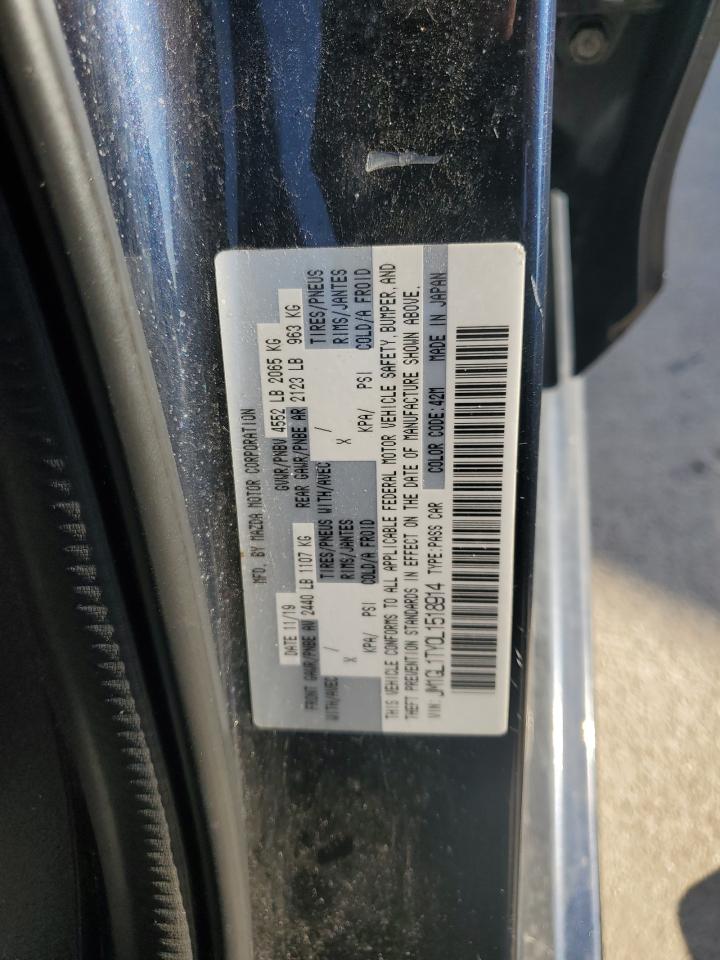 MFD. BY MAZDA MOTOR CORPORATION
DATE 11/19 GVWR/PNBV 4552 LB 2065 KG
FRONT GAWR/PNBE AV 2440 LB 1107 KG REAR GAWR/PNBE AR 2123 LB 963 KG
WITH/AVEC / TIRES/PNEUS WITH/AVEC / TIRES/PNEUS
X RIMS/JANTES X RIMS/JANTES
KPA/ PSI COLD/A FROID KPA/ PSI COLD/A FROID
THIS VEHICLE CONFORMS TO ALL APPLICABLE FEDERAL MOTOR VEHICLE SAFETY, BUMPER, AND
THEFT PREVENTION STANDARDS IN EFFECT ON THE DATE OF MANUFACTURE SHOWN ABOVE.
VIN: JM1GL1TY0L1518914 TYPE:PASS CAR COLOR CODE:42M MADE IN JAPAN